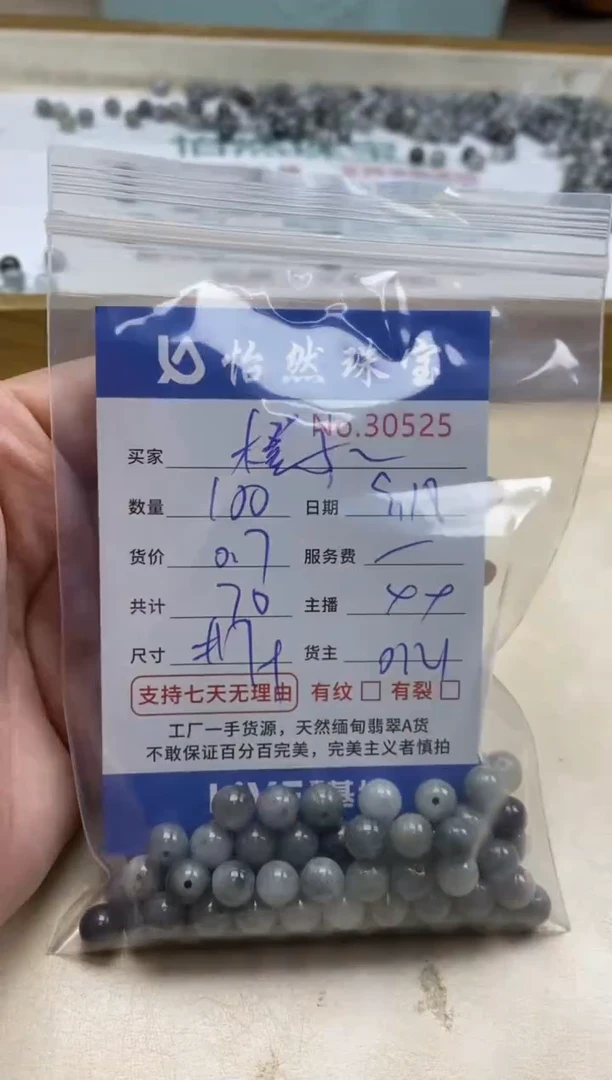 怡然珠宝
No.30525
买家
数量 100 日期 9.19
货价 0.7 服务费
共计 70 主播
尺寸 货主
支持七天无理由 有纹 有裂
工厂一手货源，天然缅甸翡翠A货
不敢保证百分百完美，完美主义者慎拍